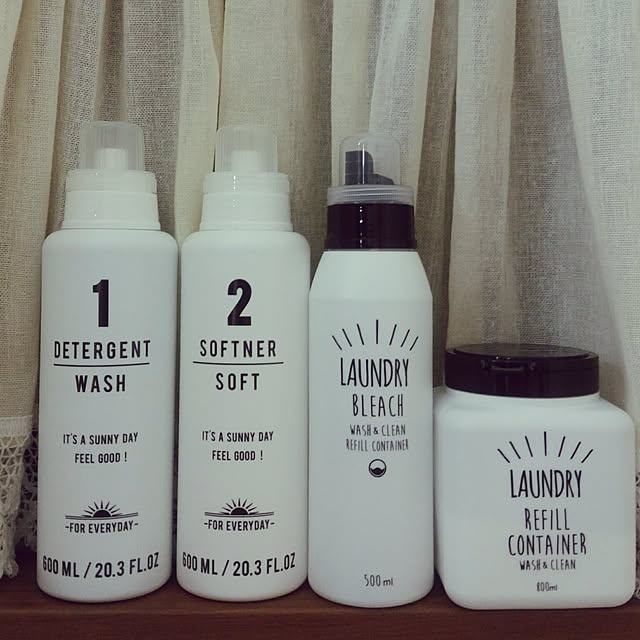 1
DETERGENT
WASH
IT'S A SUNNY DAY
FEEL GOOD !
-FOR EVERYDAY-
600 ML / 20.3 FL.OZ
2
SOFTNER
SOFT
IT'S A SUNNY DAY
FEEL GOOD !
-FOR EVERYDAY-
600 ML / 20.3 FL.OZ
LAUNDRY
BLEACH
WASH & CLEAN
REFILL CONTAINER
500 ml
LAUNDRY
REFILL
CONTAINER
WASH & CLEAN
800ml